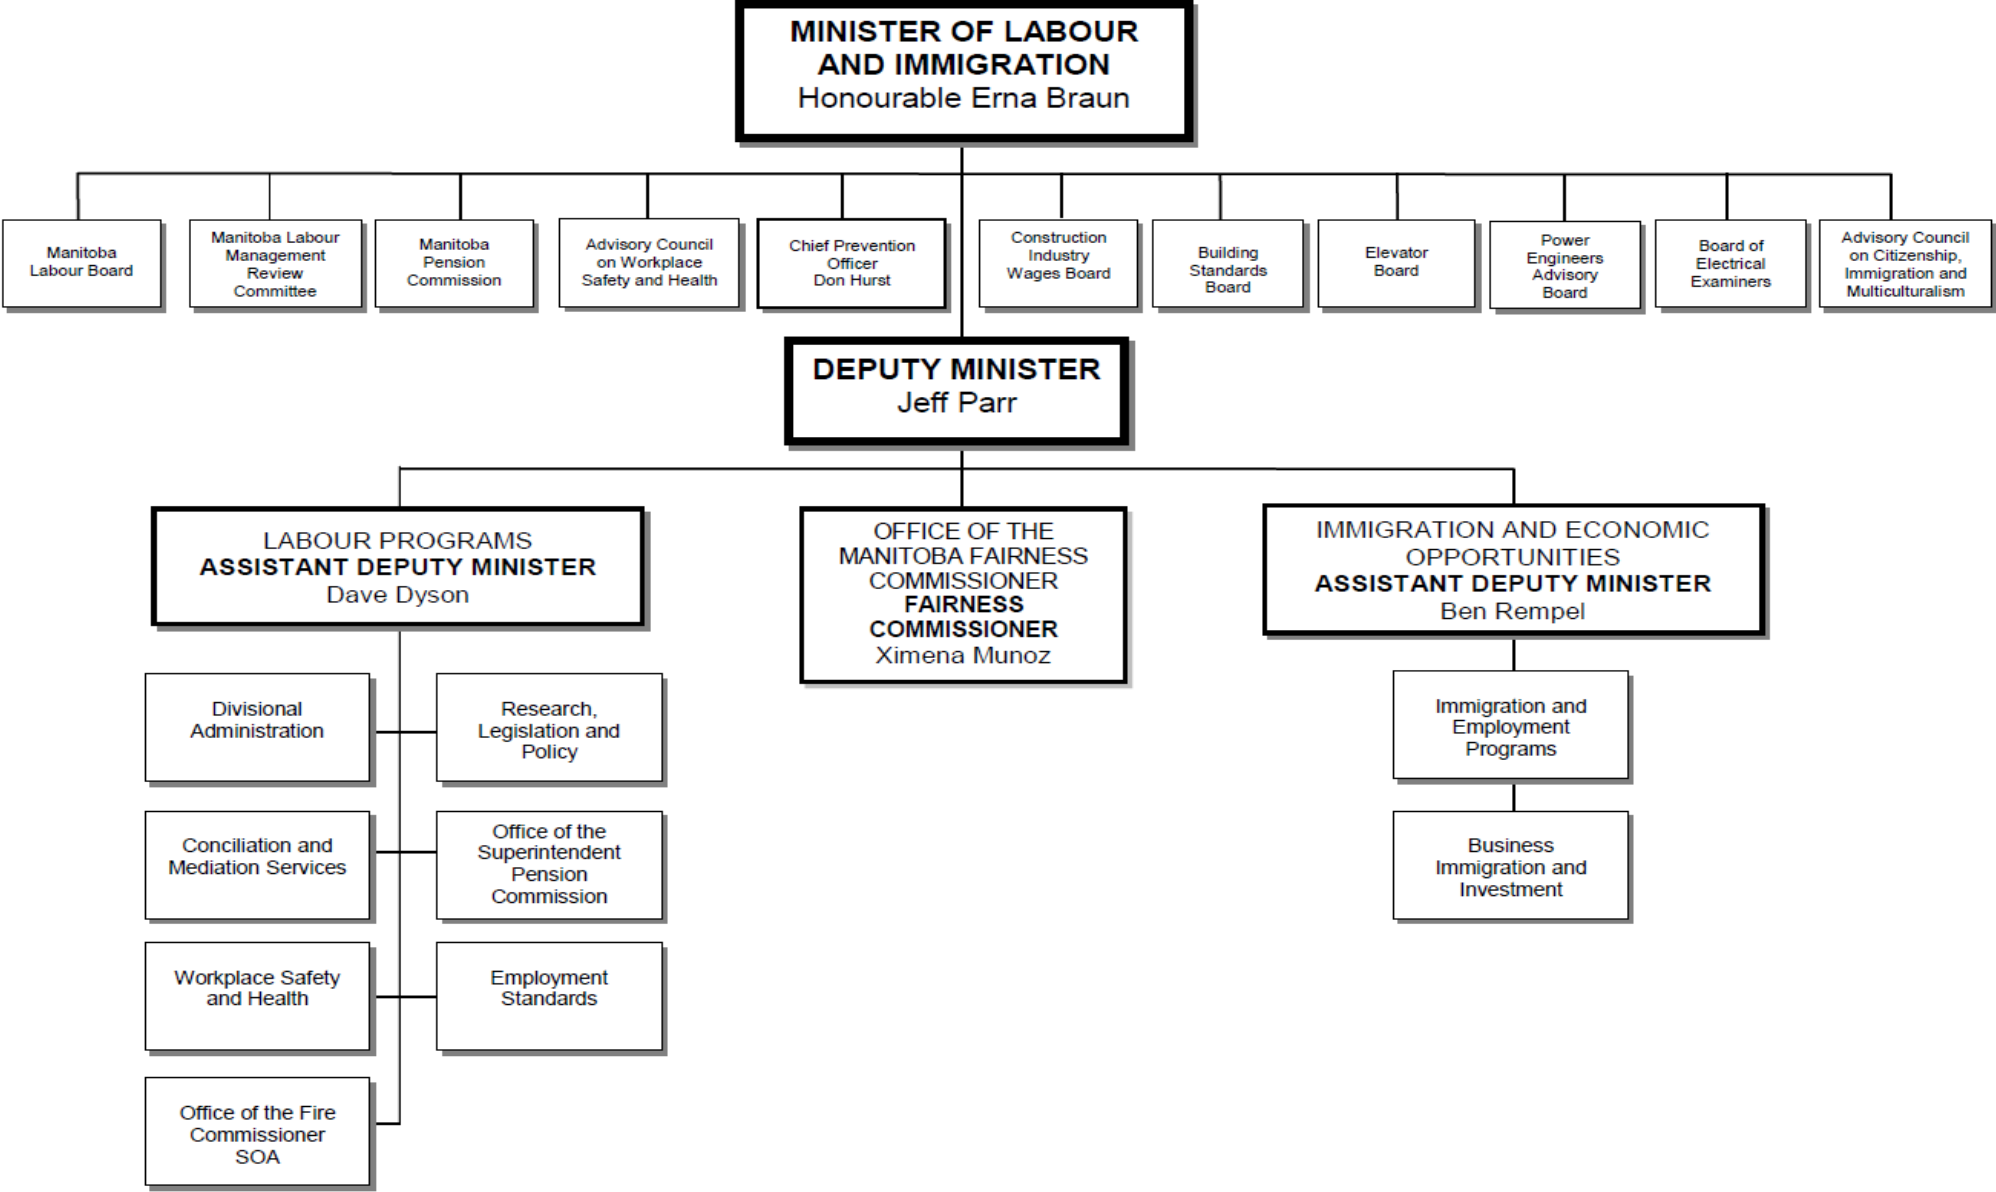 MINISTER OF LABOUR
AND IMMIGRATION
Honourable Erna Braun
Manitoba
Labour Board
Manitoba Labour
Management
Review
Committee
Manitoba
Pension
Commission
Advisory Council
on Workplace
Safety and Health
Chief Prevention
Officer
Don Hurst
Construction
Industry
Wages Board
Building
Standards
Board
Elevator
Board
Power
Engineers
Advisory
Board
Board of
Electrical
Examiners
Advisory Council
on Citizenship,
Immigration and
Multiculturalism
DEPUTY MINISTER
Jeff Parr
LABOUR PROGRAMS
ASSISTANT DEPUTY MINISTER
Dave Dyson
OFFICE OF THE
MANITOBA FAIRNESS
COMMISSIONER
FAIRNESS
COMMISSIONER
Ximena Munoz
IMMIGRATION AND ECONOMIC
OPPORTUNITIES
ASSISTANT DEPUTY MINISTER
Ben Rempel
Divisional
Administration
Research,
Legislation and
Policy
Conciliation and
Mediation Services
Office of the
Superintendent
Pension
Commission
Workplace Safety
and Health
Employment
Standards
Office of the Fire
Commissioner
SOA
Immigration and
Employment
Programs
Business
Immigration and
Investment